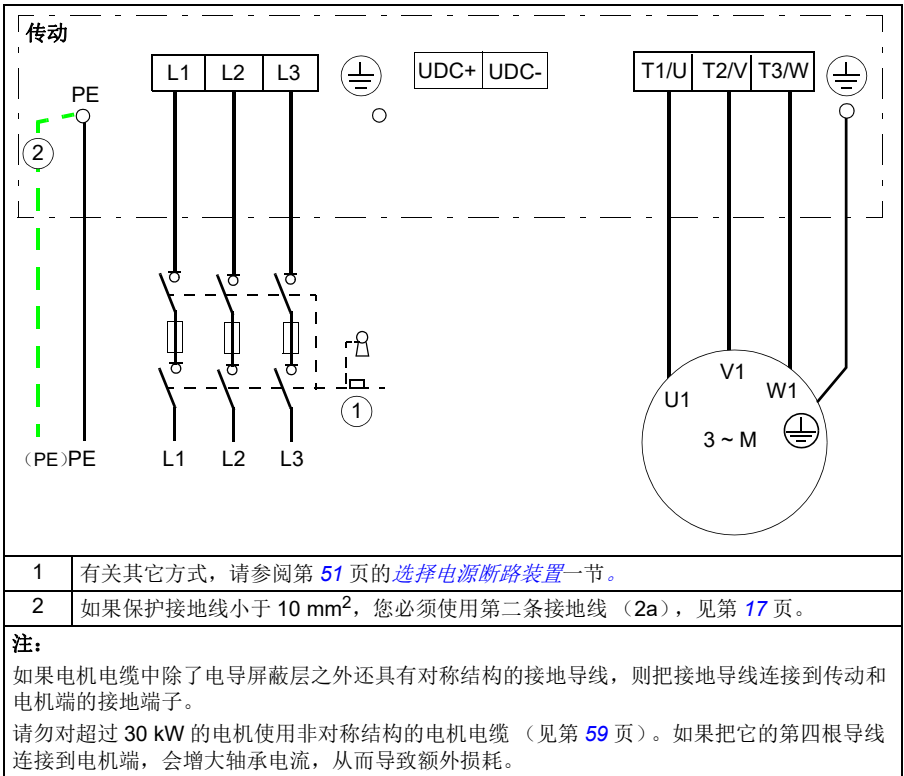 传动
L1 L2 L3 UDC+ UDC- T1/U T2/V T3/W
PE
2
U1 V1 W1
1
3 ~ M
（PE）PE L1 L2 L3
1 有关其它方式，请参阅第 51 页的选择电源断路装置一节。
2 如果保护接地线小于 10 mm², 您必须使用第二条接地线 （2a），见第 17 页。
注：
如果电机电缆中除了电导屏蔽层之外还具有对称结构的接地导线，则把接地导线连接到传动和
电机端的接地端子。
请勿对超过 30 kW 的电机使用非对称结构的电机电缆 （见第 59 页）。如果把它的第四根导线
连接到电机端，会增大轴承电流，从而导致额外损耗。